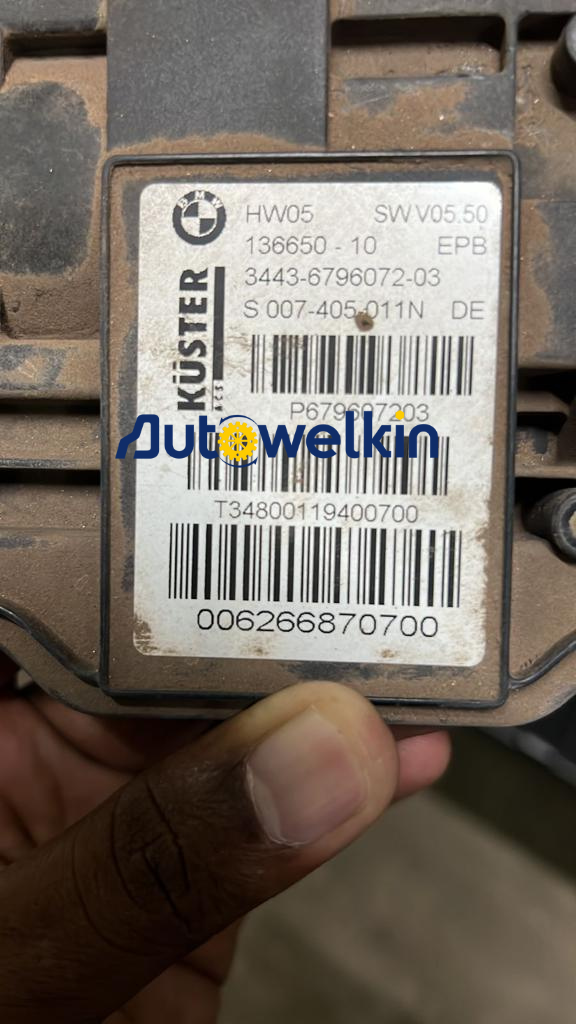 BMW
HW05 SW V05.50
136650 - 10 EPB
3443-6796072-03
S 007-405-011N DE
KÜSTER
ACS
P679607203
Autowelkin
T34800119400700
006266870700